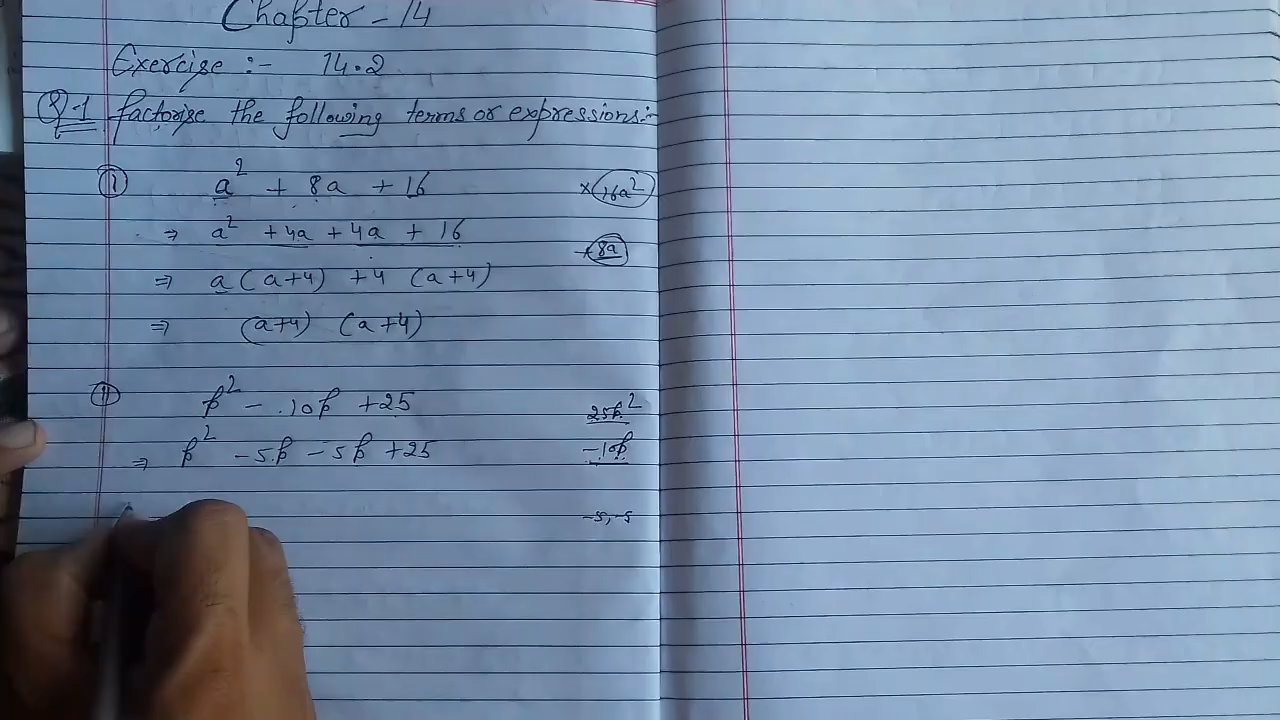 Chapter - 14
Exercise :- 14.2
Q-1 factorise the following terms or expressions:-
(i) a² + 8a + 16 × 16a²
⇒ a² + 4a + 4a + 16 + 8a
⇒ a (a+4) + 4 (a+4)
⇒ (a+4) (a+4)
(ii) p² - 10p + 25 25p²
⇒ p² - 5p - 5p + 25 -10p
-5, -5